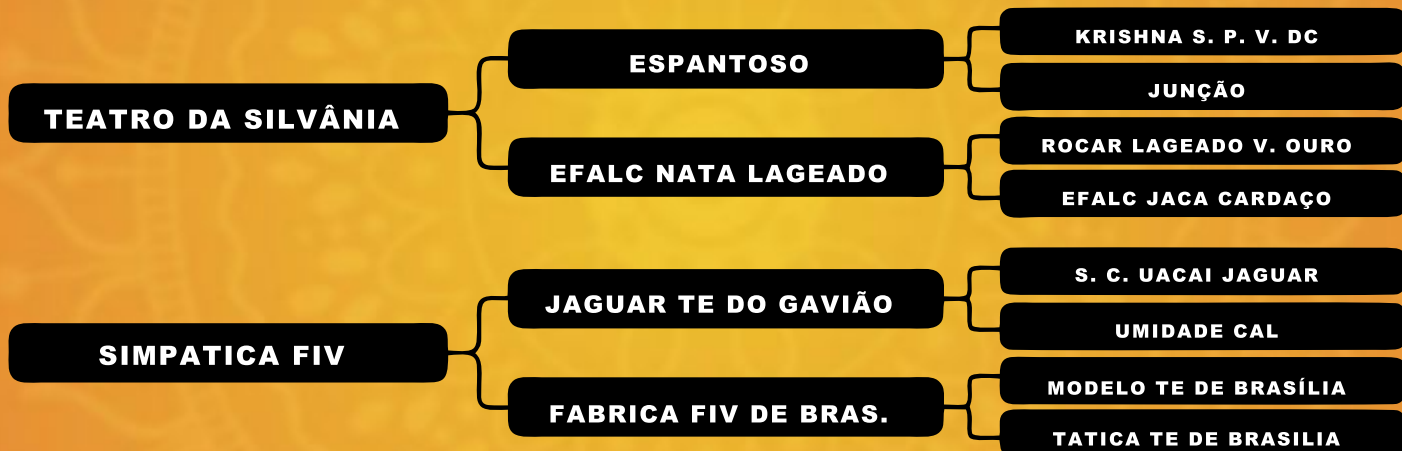 KRISHNA S. P. V. DC
ESPANTOSO
JUNÇÃO
TEATRO DA SILVÂNIA
ROCAR LAGEADO V. OURO
EFALC NATA LAGEADO
EFALC JACA CARDAÇO
S. C. UACAI JAGUAR
JAGUAR TE DO GAVIÃO
UMIDADE CAL
SIMPATICA FIV
MODELO TE DE BRASÍLIA
FABRICA FIV DE BRAS.
TATICA TE DE BRASILIA